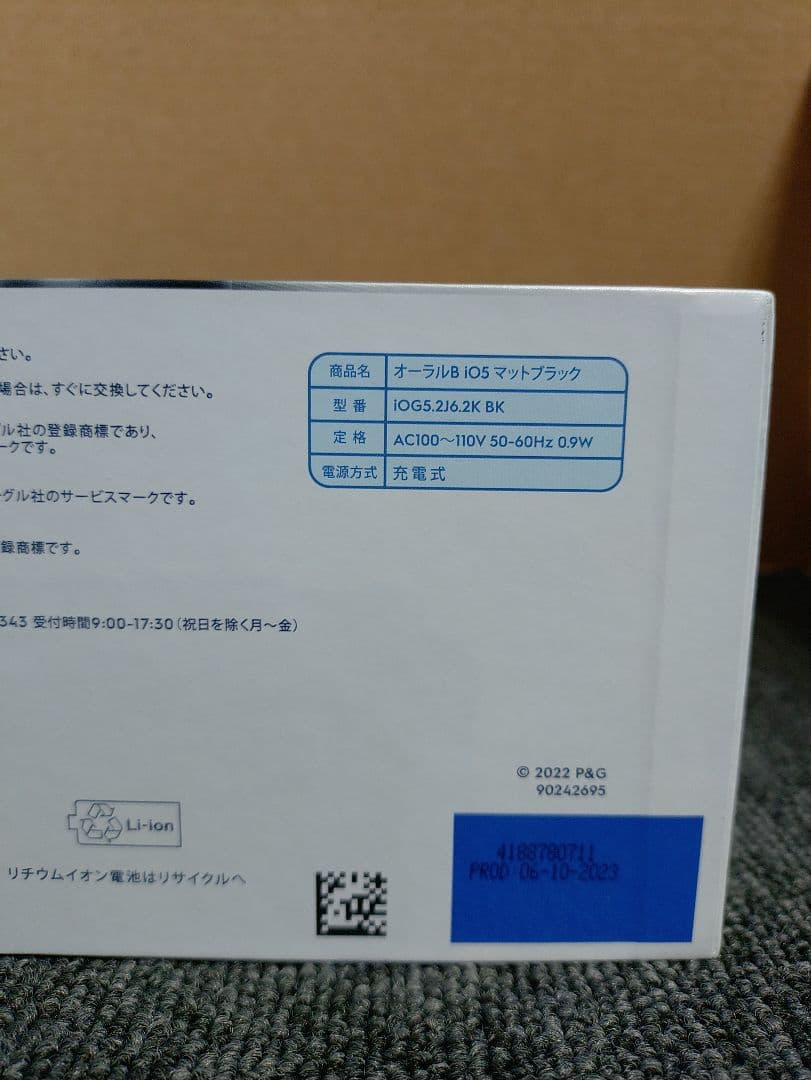 さい。
場合は、すぐに交換してください。
ル社の登録商標であり、
ークです。
グル社のサービスマークです。
録商標です。
343 受付時間9:00-17:30（祝日を除く月〜金）
商品名 オーラルB iO5 マットブラック
型番 iOG5.2J6.2K BK
定格 AC100〜110V 50-60Hz 0.9W
電源方式 充電式
© 2022 P&G
90242695
Li-ion
リチウムイオン電池はリサイクルへ
4188780711
PROD 06-10-2023